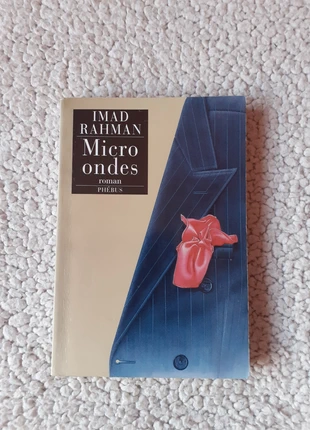 IMAD
RAHMAN
Micro
ondes
roman
PHÉBUS